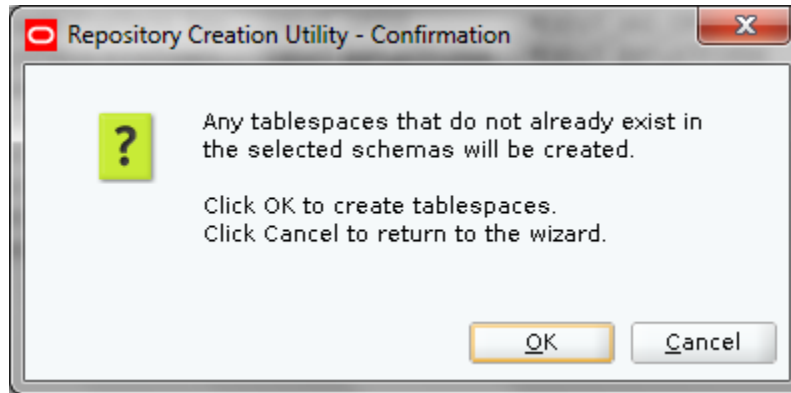 Repository Creation Utility - Confirmation
Any tablespaces that do not already exist in
the selected schemas will be created.
Click OK to create tablespaces.
Click Cancel to return to the wizard.
OK
Cancel